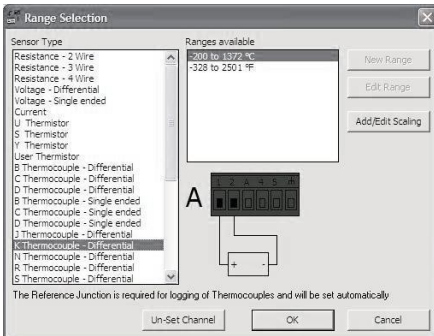 Range Selection
Sensor Type
Resistance - 2 Wire
Resistance - 3 Wire
Resistance - 4 Wire
Voltage - Differential
Voltage - Single ended
Current
U Thermistor
S Thermistor
Y Thermistor
User Thermistor
B Thermocouple - Differential
C Thermocouple - Differential
D Thermocouple - Differential
B Thermocouple - Single ended
C Thermocouple - Single ended
D Thermocouple - Single ended
J Thermocouple - Differential
K Thermocouple - Differential
N Thermocouple - Differential
R Thermocouple - Differential
S Thermocouple - Differential
Ranges available
-200 to 1372 ºC
-328 to 2501 ºF
New Range
Edit Range
Add/Edit Scaling
A
1 2 A 4 5
+ -
The Reference Junction is required for logging of Thermocouples and will be set automatically
Un-Set Channel
OK
Cancel